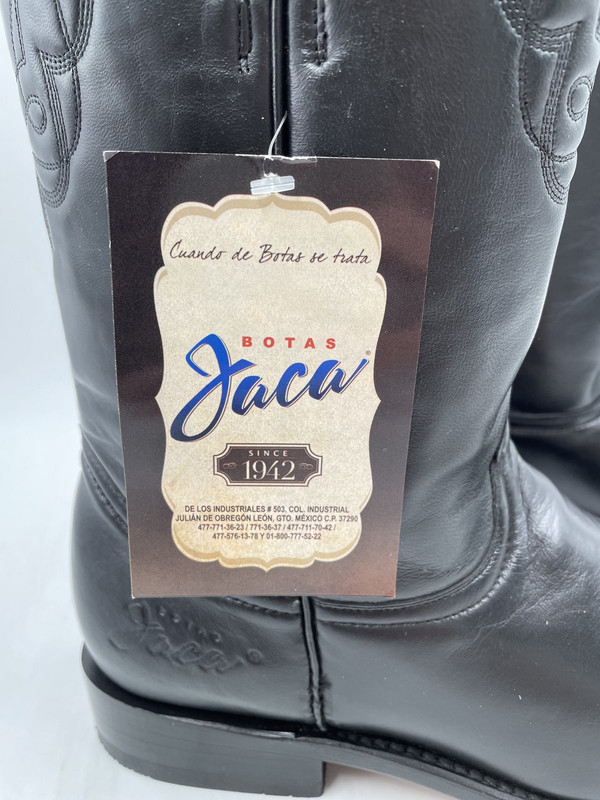 Cuando de Botas se trata
BOTAS
Jaca®
SINCE
1942
DE LOS INDUSTRIALES # 503, COL. INDUSTRIAL
JULIÁN DE OBREGÓN LEÓN, GTO. MÉXICO C.P. 37290
477-771-36-23 / 771-36-37 / 477-711-70-42 /
477-576-13-78 Y 01-800-777-52-22
BOTAS
Jaca®